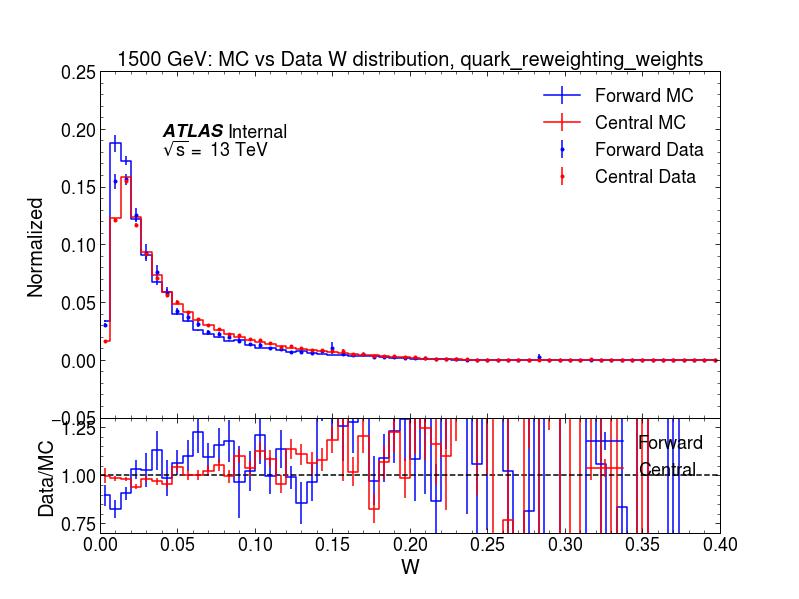 1500 GeV: MC vs Data W distribution, quark_reweighting_weights
0.25
0.20
0.15
0.10
0.05
0.00
−0.05
Normalized
ATLAS Internal
√s = 13 TeV
Forward MC
Central MC
Forward Data
Central Data
1.25
1.00
0.75
Data/MC
Forward
Central
0.00 0.05 0.10 0.15 0.20 0.25 0.30 0.35 0.40
W